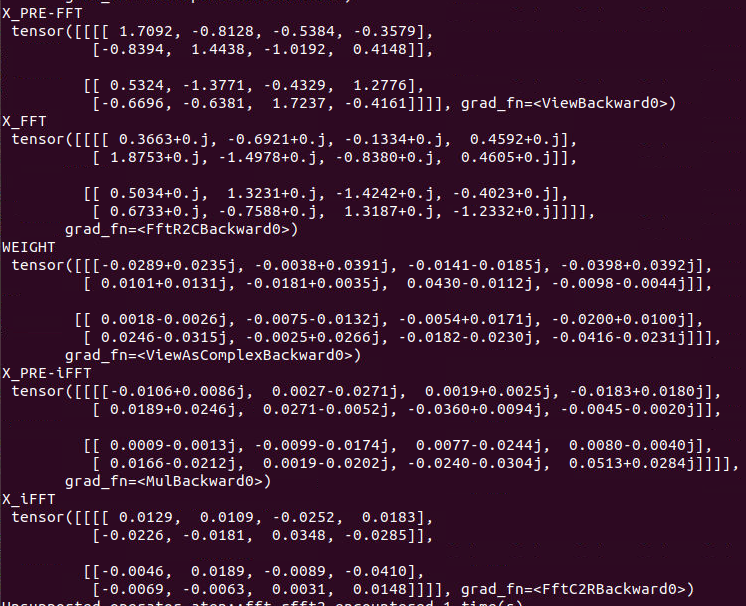 X_PRE-FFT
 tensor([[[[ 1.7092, -0.8128, -0.5384, -0.3579],
          [-0.8394,  1.4438, -1.0192,  0.4148]],

         [[ 0.5324, -1.3771, -0.4329,  1.2776],
          [-0.6696, -0.6381,  1.7237, -0.4161]]]], grad_fn=<ViewBackward0>)
X_FFT
 tensor([[[[ 0.3663+0.j, -0.6921+0.j, -0.1334+0.j,  0.4592+0.j],
          [ 1.8753+0.j, -1.4978+0.j, -0.8380+0.j,  0.4605+0.j]],

         [[ 0.5034+0.j,  1.3231+0.j, -1.4242+0.j, -0.4023+0.j],
          [ 0.6733+0.j, -0.7588+0.j,  1.3187+0.j, -1.2332+0.j]]]],
       grad_fn=<FftR2CBackward0>)
WEIGHT
 tensor([[[-0.0289+0.0235j, -0.0038+0.0391j, -0.0141-0.0185j, -0.0398+0.0392j],
         [ 0.0101+0.0131j, -0.0181+0.0035j,  0.0430-0.0112j, -0.0098-0.0044j]],

        [[ 0.0018-0.0026j, -0.0075-0.0132j, -0.0054+0.0171j, -0.0200+0.0100j],
         [ 0.0246-0.0315j, -0.0025+0.0266j, -0.0182-0.0230j, -0.0416-0.0231j]]],
       grad_fn=<ViewAsComplexBackward0>)
X_PRE-iFFT
 tensor([[[[-0.0106+0.0086j,  0.0027-0.0271j,  0.0019+0.0025j, -0.0183+0.0180j],
          [ 0.0189+0.0246j,  0.0271-0.0052j, -0.0360+0.0094j, -0.0045-0.0020j]],

         [[ 0.0009-0.0013j, -0.0099-0.0174j,  0.0077-0.0244j,  0.0080-0.0040j],
          [ 0.0166-0.0212j,  0.0019-0.0202j, -0.0240-0.0304j,  0.0513+0.0284j]]]],
       grad_fn=<MulBackward0>)
X_iFFT
 tensor([[[[ 0.0129,  0.0109, -0.0252,  0.0183],
          [-0.0226, -0.0181,  0.0348, -0.0285]],

         [[-0.0046,  0.0189, -0.0089, -0.0410],
          [-0.0069, -0.0063,  0.0031,  0.0148]]]], grad_fn=<FftC2RBackward0>)
Unsupported operator aten::fft_rfft2 encountered 1 time(s)